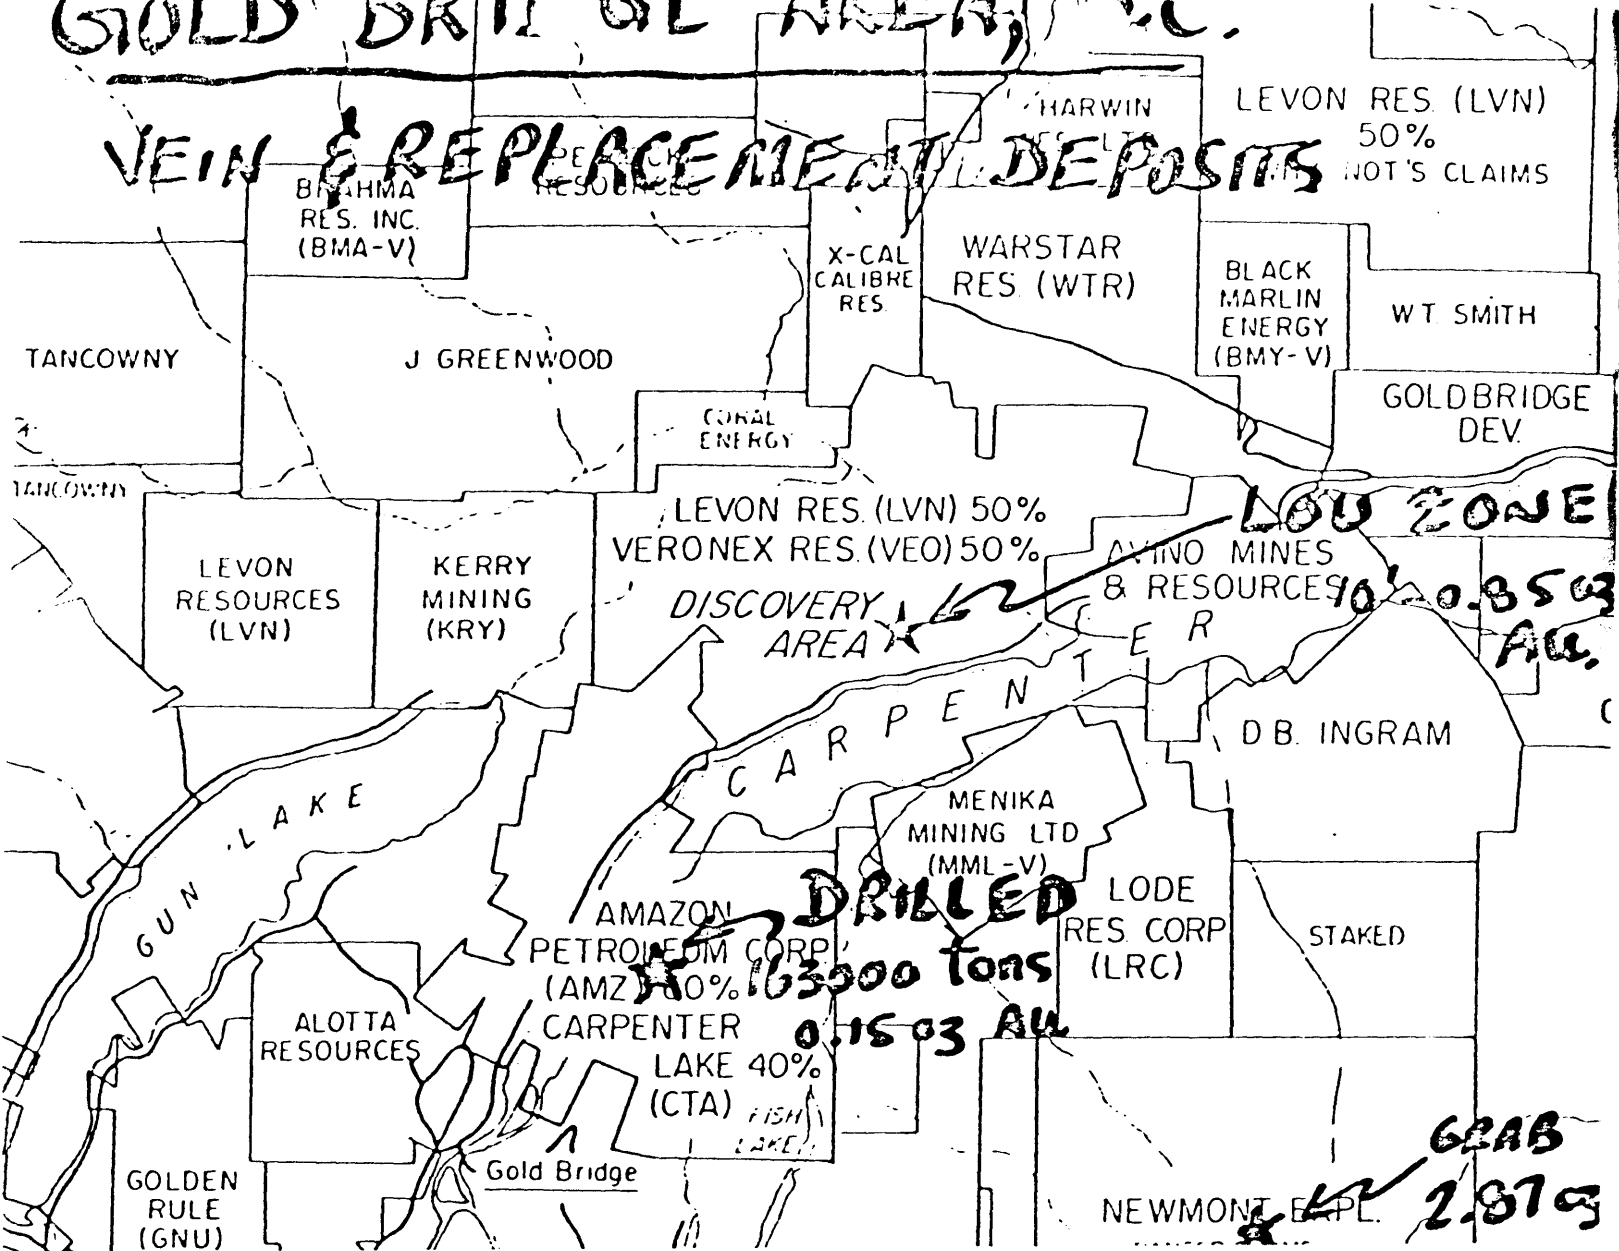 GOLD BRIDGE AREA, B.C.
VEIN & REPLACEMENT DEPOSITS
HARWIN
LEVON RES. (LVN)
50%
NOT'S CLAIMS
RESOURCES
BRAHMA
RES. INC.
(BMA-V)
X-CAL
CALIBRE
RES.
WARSTAR
RES. (WTR)
BLACK
MARLIN
ENERGY
(BMY-V)
W.T. SMITH
TANCOWNY
J GREENWOOD
GOLDBRIDGE
DEV.
CORAL
ENERGY
TANCOWNY
LEVON RES. (LVN) 50%
VERONEX RES. (VEO) 50%
LOU ZONE
AVINO MINES
& RESOURCES
10' 0.85 oz
Au.
LEVON
RESOURCES
(LVN)
KERRY
MINING
(KRY)
DISCOVERY
AREA
CARPENTER
D.B. INGRAM
GUN LAKE
MENIKA
MINING LTD
(MML-V)
DRILLED
163000 tons
0.15 oz Au
LODE
RES. CORP
(LRC)
STAKED
AMAZON
PETROLEUM CORP.
(AMZ) 60%
CARPENTER
LAKE 40%
(CTA)
FISH
LAKE
ALOTTA
RESOURCES
Gold Bridge
GOLDEN
RULE
(GNU)
GRAB
2.87 oz
NEWMONT EXPL.